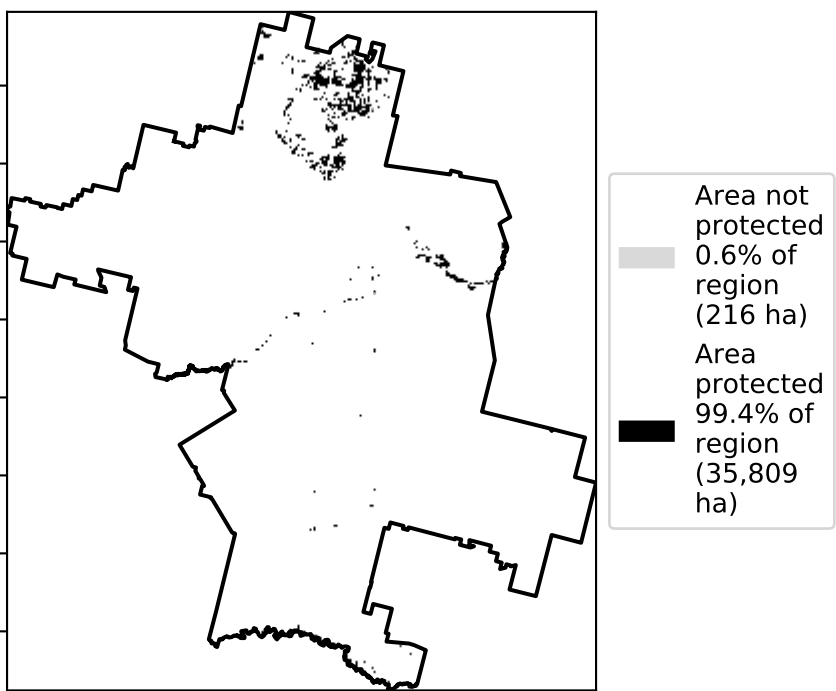 Area not
protected
0.6% of
region
(216 ha)
Area
protected
99.4% of
region
(35,809
ha)